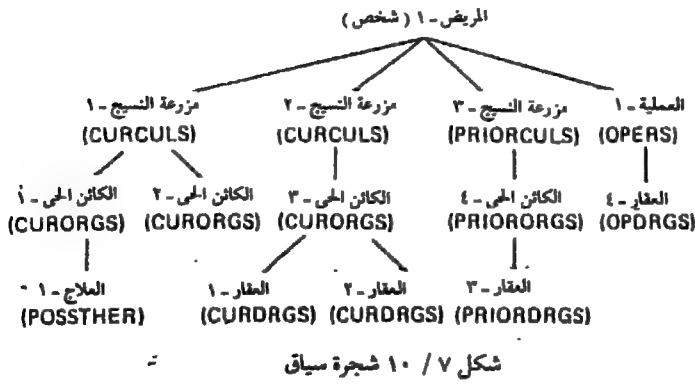 المريض - ١ ( شخص )
مزرعة النسيج - ١ مزرعة النسيج - ٢ مزرعة النسيج - ٣ العملية - ١
(CURCULS) (CURCULS) (PRIORCULS) (OPERS)
الكائن الحى - ١ الكائن الحى - ٢ الكائن الحى - ٣ الكائن الحى - ٤ العقار - ٤
(CURORGS) (CURORGS) (CURORGS) (PRIORORGS) (OPDRGS)
العلاج - ١ العقار - ١ العقار - ٢ العقار - ٣
(POSSTHER) (CURDRGS) (CURDRGS) (PRIORDRGS)
شكل ٧ / ١٠ شجرة سياق